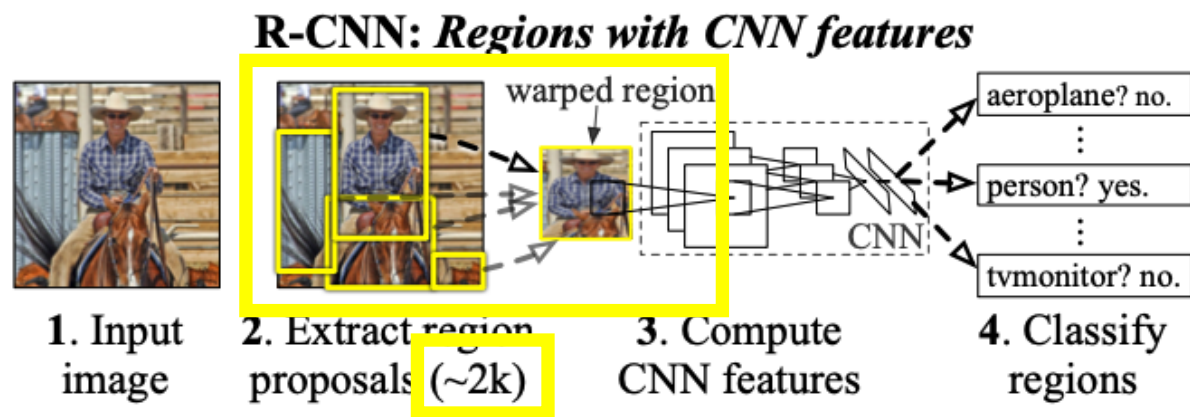 R-CNN: Regions with CNN features
warped region
aeroplane? no.
person? yes.
CNN
tvmonitor? no.
1. Input
image
2. Extract region
proposals (~2k)
3. Compute
CNN features
4. Classify
regions